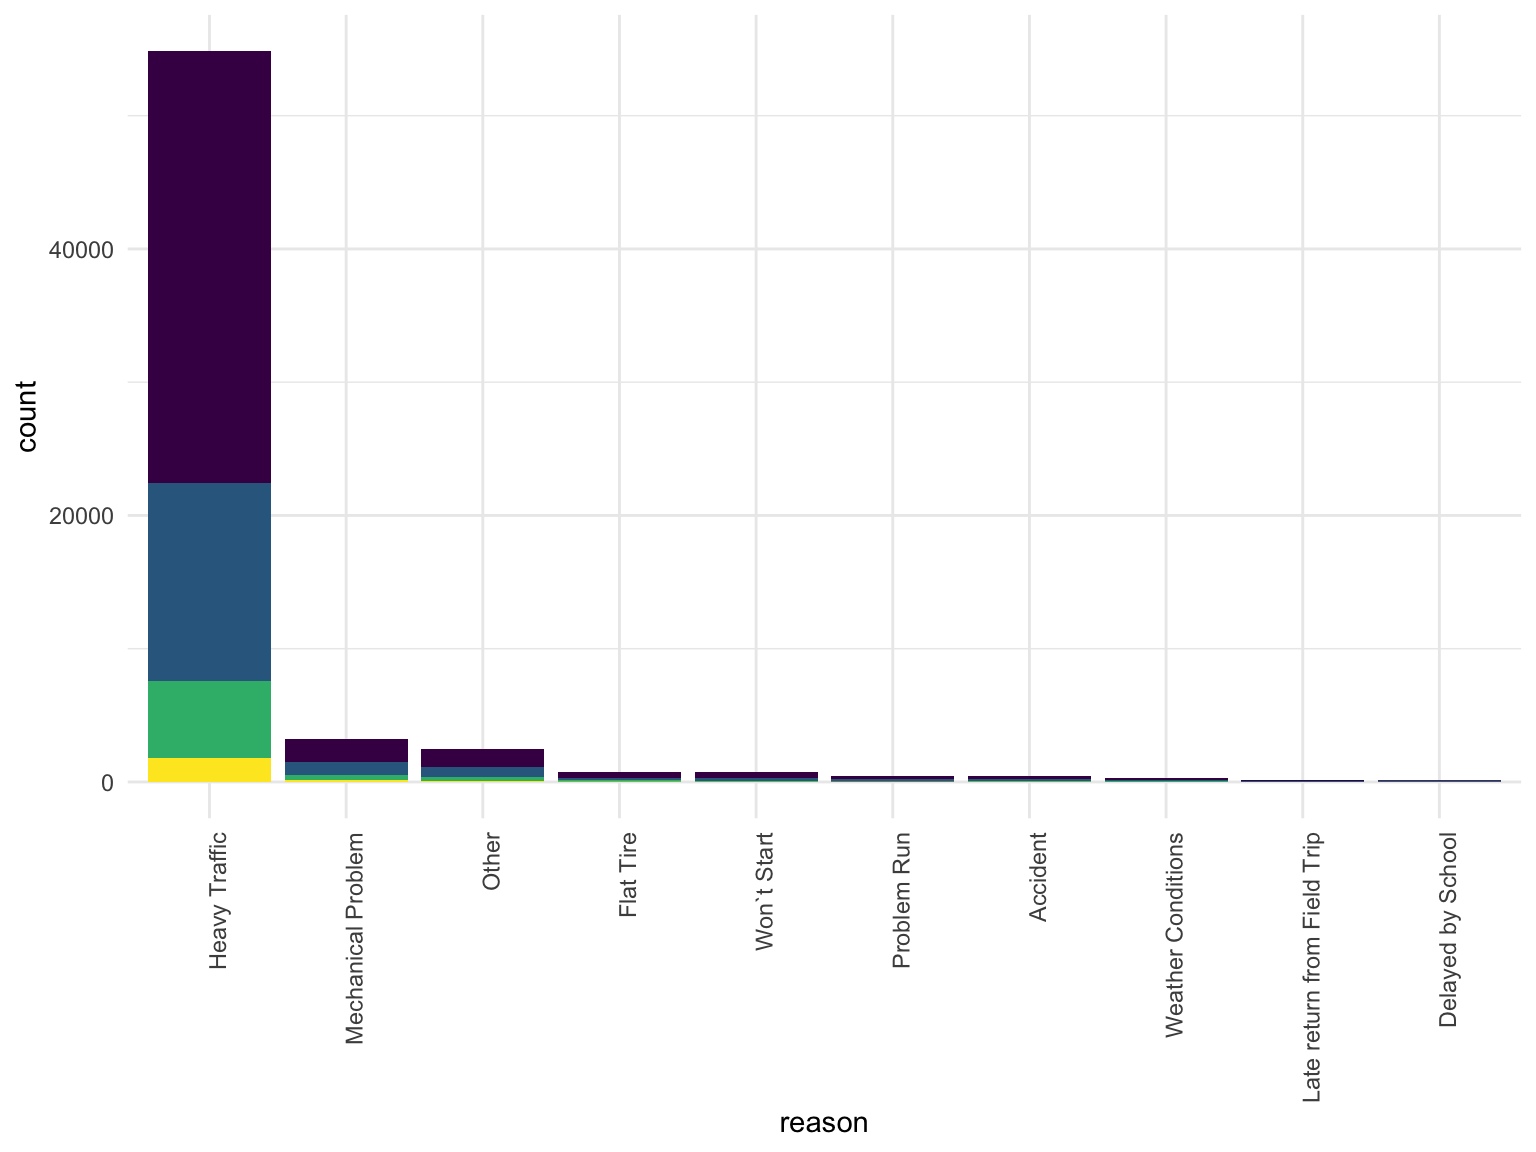 40000
20000
0
count
Heavy Traffic
Mechanical Problem
Other
Flat Tire
Won`t Start
Problem Run
Accident
Weather Conditions
Late return from Field Trip
Delayed by School
reason